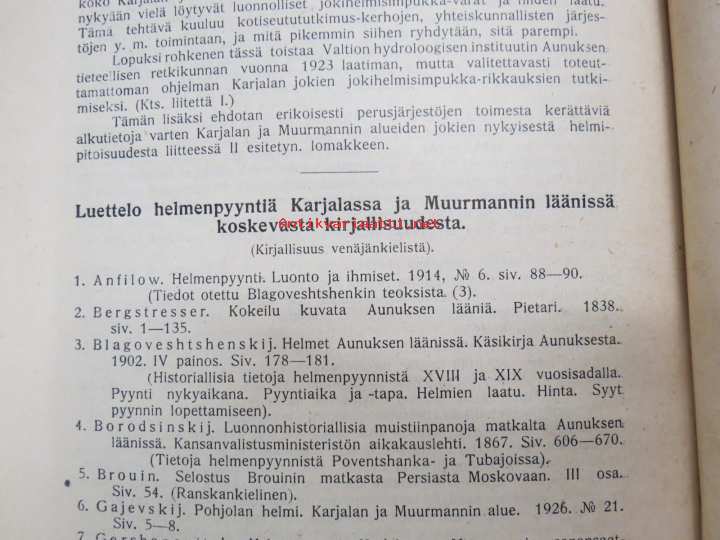 nykyään vielä löytyvät luonnolliset jokihelmisimpukka-varat ja niiden laatu.
Tämä tehtävä kuuluu kotiseututukimus-kerhojen, yhteiskunnallisten järjes-
töjen y. m. toimintaan, ja mitä pikemmin siihen ryhdytään, sitä parempi.
Lopuksi rohkenen tässä toistaa Valtion hydroloogisen instituutin Aunuksen
tieteellisen retkikunnan vuonna 1923 laatiman, mutta valitettavasti toteut-
tamattoman ohjelman Karjalan jokien jokihelmisimpukka-rikkauksien tutki-
miseksi. (Kts. liitettä I.)
Tämän lisäksi ehdotan erikoisesti perusjärjestöjen toimesta kerättäviä
alkutietoja varten Karjalan ja Muurmannin alueiden jokien nykyisestä helmi-
pitoisuudesta liitteessä II esitetyn. lomakkeen.
Luettelo helmenpyyntiä Karjalassa ja Muurmannin läänissä
koskevasta kirjallisuudesta.
(Kirjallisuus venäjänkielistä).
1. Anfilow. Helmenpyynti. Luonto ja ihmiset. 1914, № 6. siv. 88—90.
(Tiedot otettu Blagoveshtshenkin teoksista. (3).
2. Bergstresser. Kokeilu kuvata Aunuksen lääniä. Pietari. 1838.
siv. 1—135.
3. Blagoveshtshenskij. Helmet Aunuksen läänissä. Käsikirja Aunuksesta.
1902. IV painos. Siv. 178—181.
(Historiallisia tietoja helmenpyynnistä XVIII ja XIX vuosisadalla.
Pyynti nykyaikana. Pyyntiaika ja -tapa. Helmien laatu. Hinta. Syyt
pyynnin lopettamiseen).
4. Borodsinskij. Luonnonhistoriallisia muistiinpanoja matkalta Aunuksen
läänissä. Kansanvalistusministeristön aikakauslehti. 1867. Siv. 606—670.
(Tietoja helmenpyynnistä Poventshanka- ja Tubajoissa).
5. Brouin. Selostus Brouinin matkasta Persiasta Moskovaan. III osa.
Siv. 54. (Ranskankielinen).
6. Gajevskij. Pohjolan helmi. Karjalan ja Muurmannin alue. 1926. № 21.
Siv. 5—8.